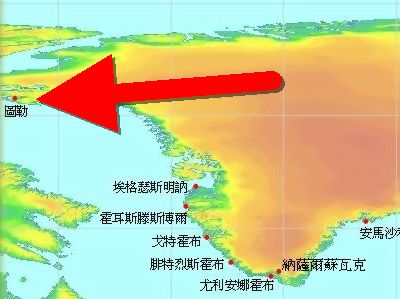 圖勒
埃格瑟斯明訥
霍耳斯滕斯博爾
戈特霍布
腓特烈斯霍布
尤利安娜霍布
納薩爾蘇瓦克
安馬沙利